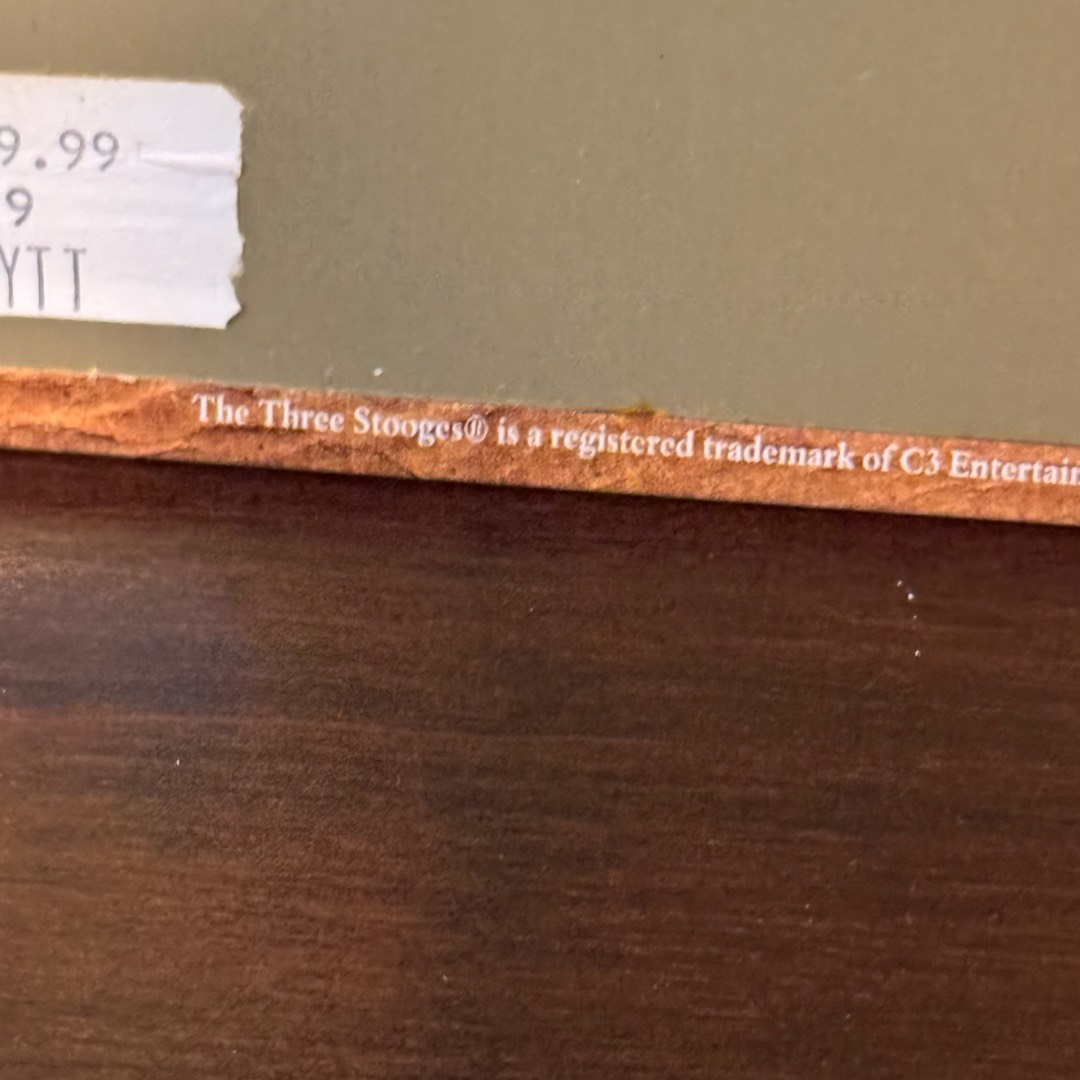 9.99
9
YTT
The Three Stooges® is a registered trademark of C3 Entertain